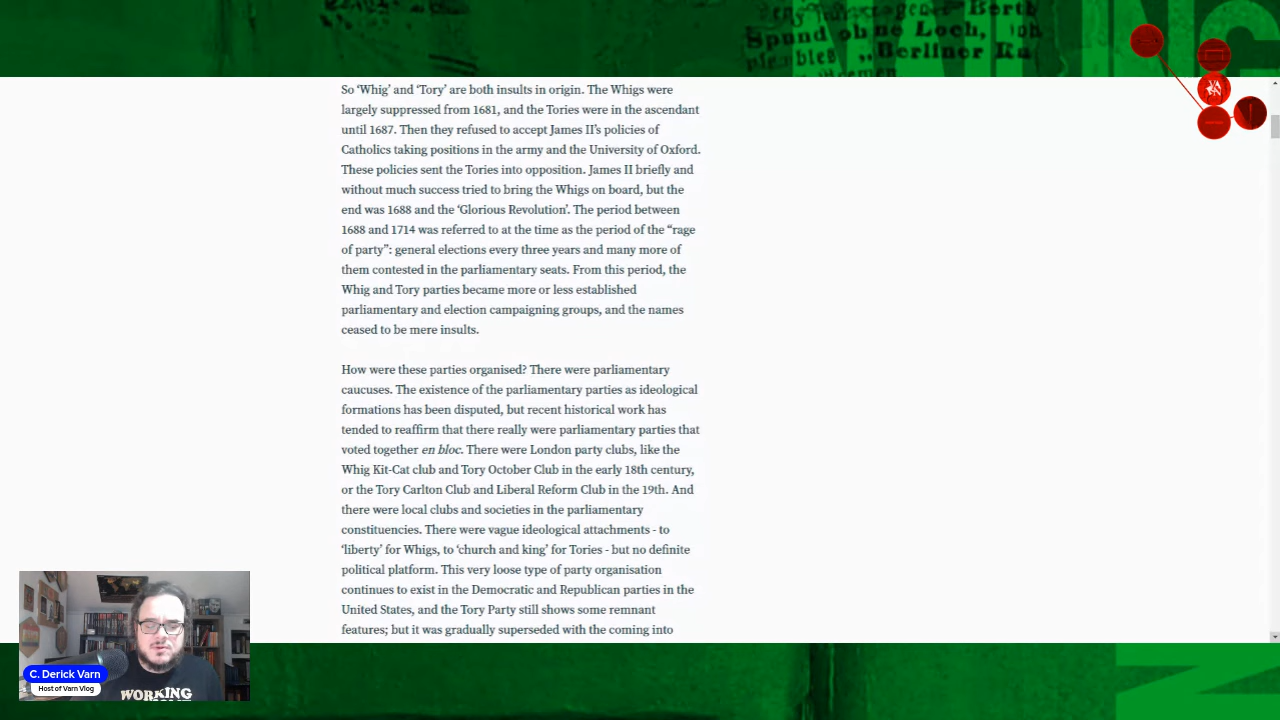 Spund ohne Loch,
„Berliner
So ‘Whig’ and ‘Tory’ are both insults in origin. The Whigs were
largely suppressed from 1681, and the Tories were in the ascendant
until 1687. Then they refused to accept James II’s policies of
Catholics taking positions in the army and the University of Oxford.
These policies sent the Tories into opposition. James II briefly and
without much success tried to bring the Whigs on board, but the
end was 1688 and the ‘Glorious Revolution’. The period between
1688 and 1714 was referred to at the time as the period of the “rage
of party”: general elections every three years and many more of
them contested in the parliamentary seats. From this period, the
Whig and Tory parties became more or less established
parliamentary and election campaigning groups, and the names
ceased to be mere insults.
How were these parties organised? There were parliamentary
caucuses. The existence of the parliamentary parties as ideological
formations has been disputed, but recent historical work has
tended to reaffirm that there really were parliamentary parties that
voted together en bloc. There were London party clubs, like the
Whig Kit-Cat club and Tory October Club in the early 18th century,
or the Tory Carlton Club and Liberal Reform Club in the 19th. And
there were local clubs and societies in the parliamentary
constituencies. There were vague ideological attachments - to
‘liberty’ for Whigs, to ‘church and king’ for Tories - but no definite
political platform. This very loose type of party organisation
continues to exist in the Democratic and Republican parties in the
United States, and the Tory Party still shows some remnant
features; but it was gradually superseded with the coming into
C. Derick Varn
Host of Varn Vlog
WORKING